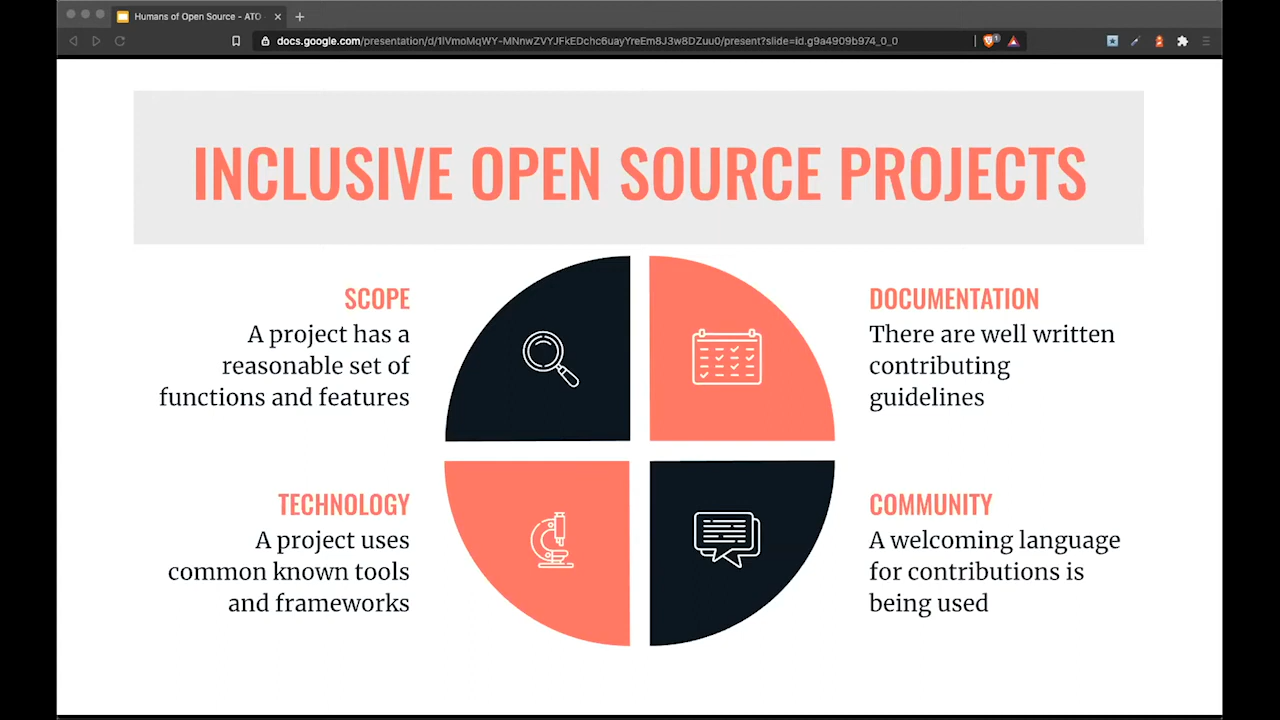 Humans of Open Source - ATO
docs.google.com/presentation/d/1lVmoMqWY-MNnwZVYJFkEDchc6uayYreEm8J3w8DZuu0/present?slide=id.g9a4909b974_0_0
1
INCLUSIVE OPEN SOURCE PROJECTS
SCOPE
A project has a
reasonable set of
functions and features
DOCUMENTATION
There are well written
contributing
guidelines
TECHNOLOGY
A project uses
common known tools
and frameworks
COMMUNITY
A welcoming language
for contributions is
being used